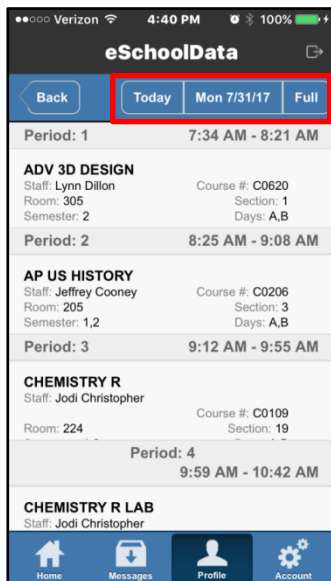 Verizon 4:40 PM 100%
eSchoolData
Back Today Mon 7/31/17 Full
Period: 1 7:34 AM - 8:21 AM
ADV 3D DESIGN
Staff: Lynn Dillon Course #: C0620
Room: 305 Section: 1
Semester: 2 Days: A,B
Period: 2 8:25 AM - 9:08 AM
AP US HISTORY
Staff: Jeffrey Cooney Course #: C0206
Room: 205 Section: 3
Semester: 1,2 Days: A,B
Period: 3 9:12 AM - 9:55 AM
CHEMISTRY R
Staff: Jodi Christopher
Course #: C0109
Room: 224 Section: 19
Period: 4
9:59 AM - 10:42 AM
CHEMISTRY R LAB
Staff: Jodi Christopher
Home Messages Profile Account